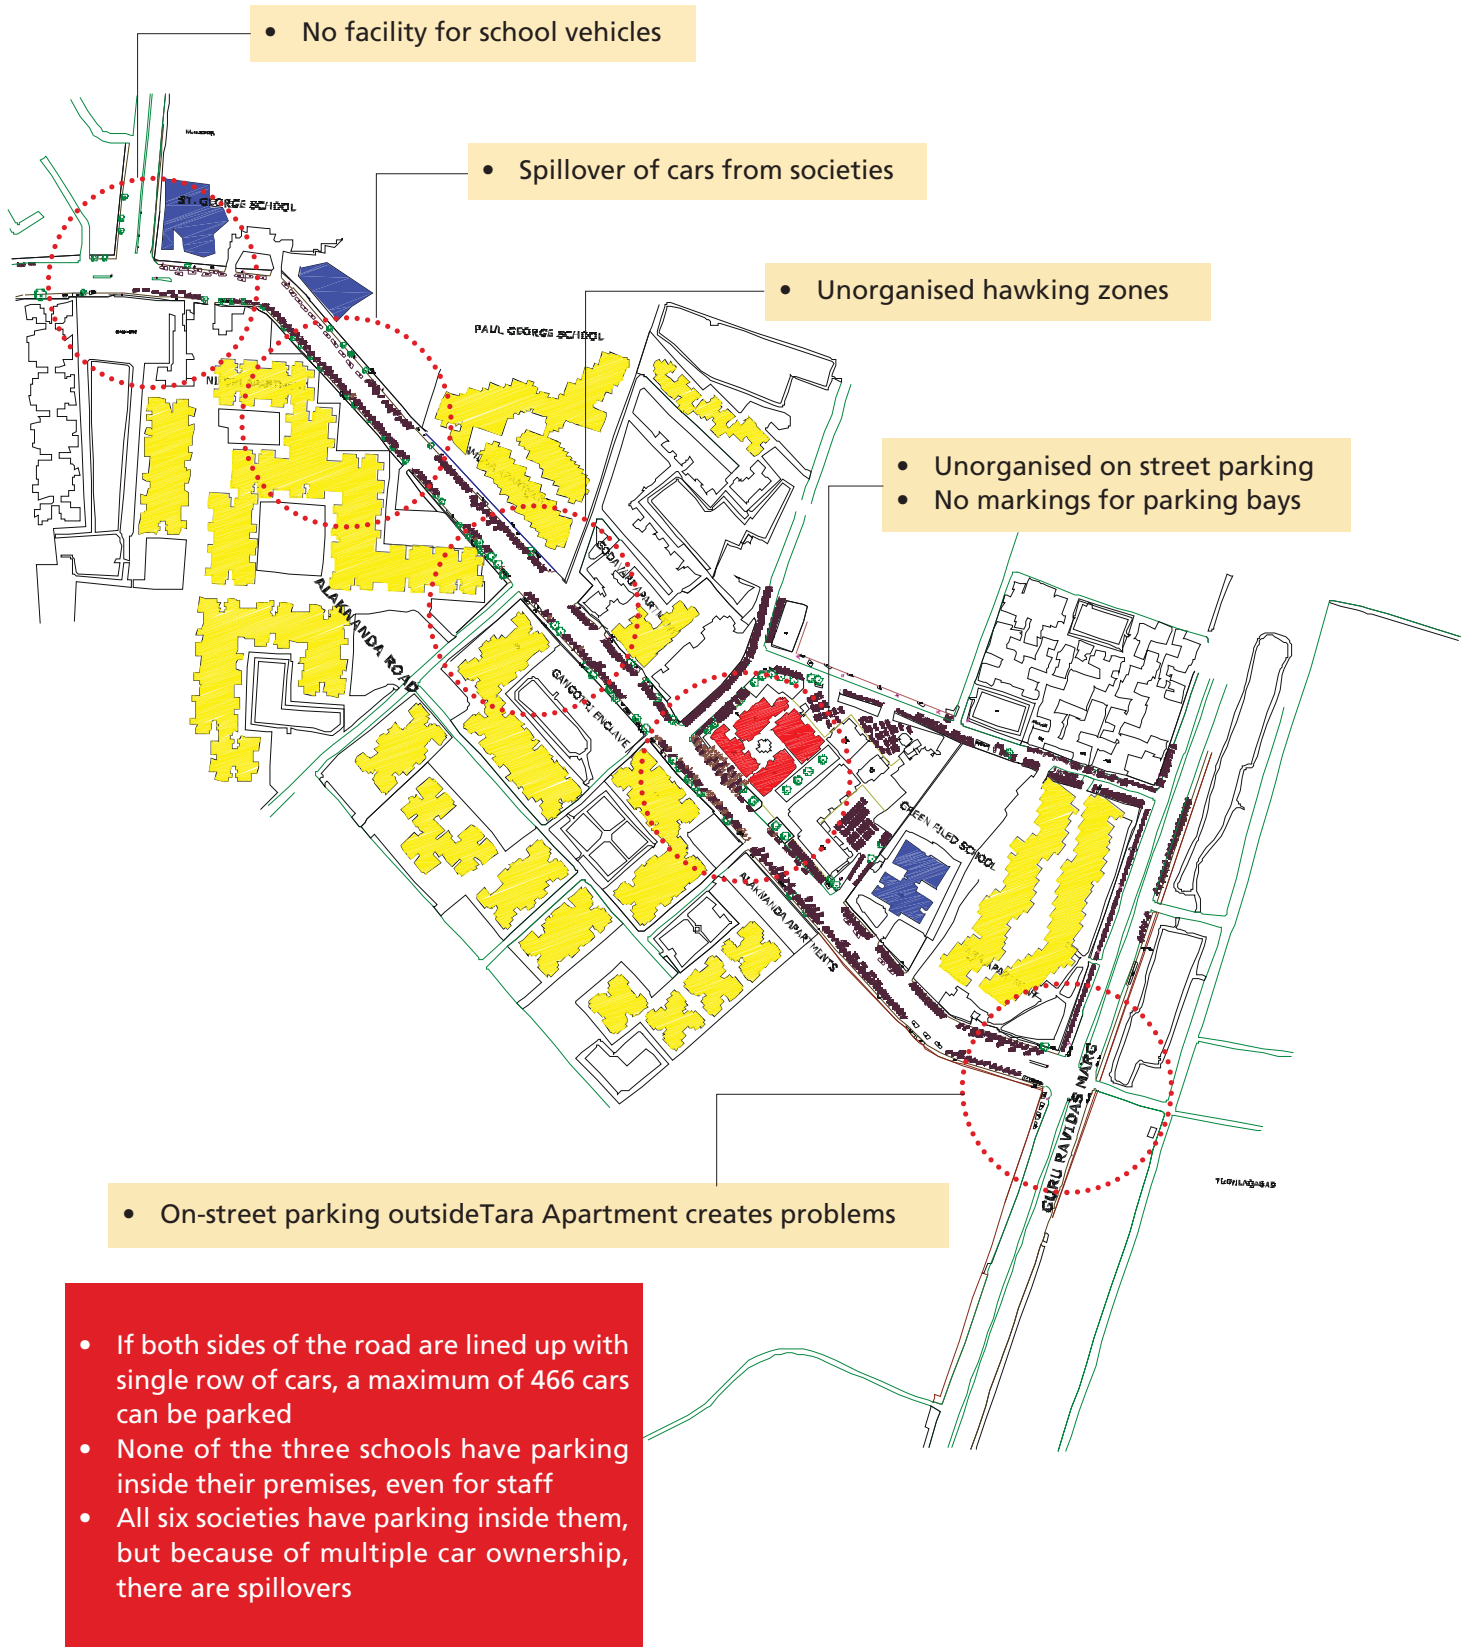 • No facility for school vehicles
• Spillover of cars from societies
ST. GEORGE SCHOOL
• Unorganised hawking zones
PAUL GEORGE SCHOOL
• Unorganised on street parking
• No markings for parking bays
GODAVARI APARTMENT
ALAKNANDA ROAD
GANGOTRI ENCLAVE
GREEN FILED SCHOOL
ALAKNANDA APARTMENTS
GURU RAVIDAS MARG
• On-street parking outsideTara Apartment creates problems
• If both sides of the road are lined up with
single row of cars, a maximum of 466 cars
can be parked
• None of the three schools have parking
inside their premises, even for staff
• All six societies have parking inside them,
but because of multiple car ownership,
there are spillovers